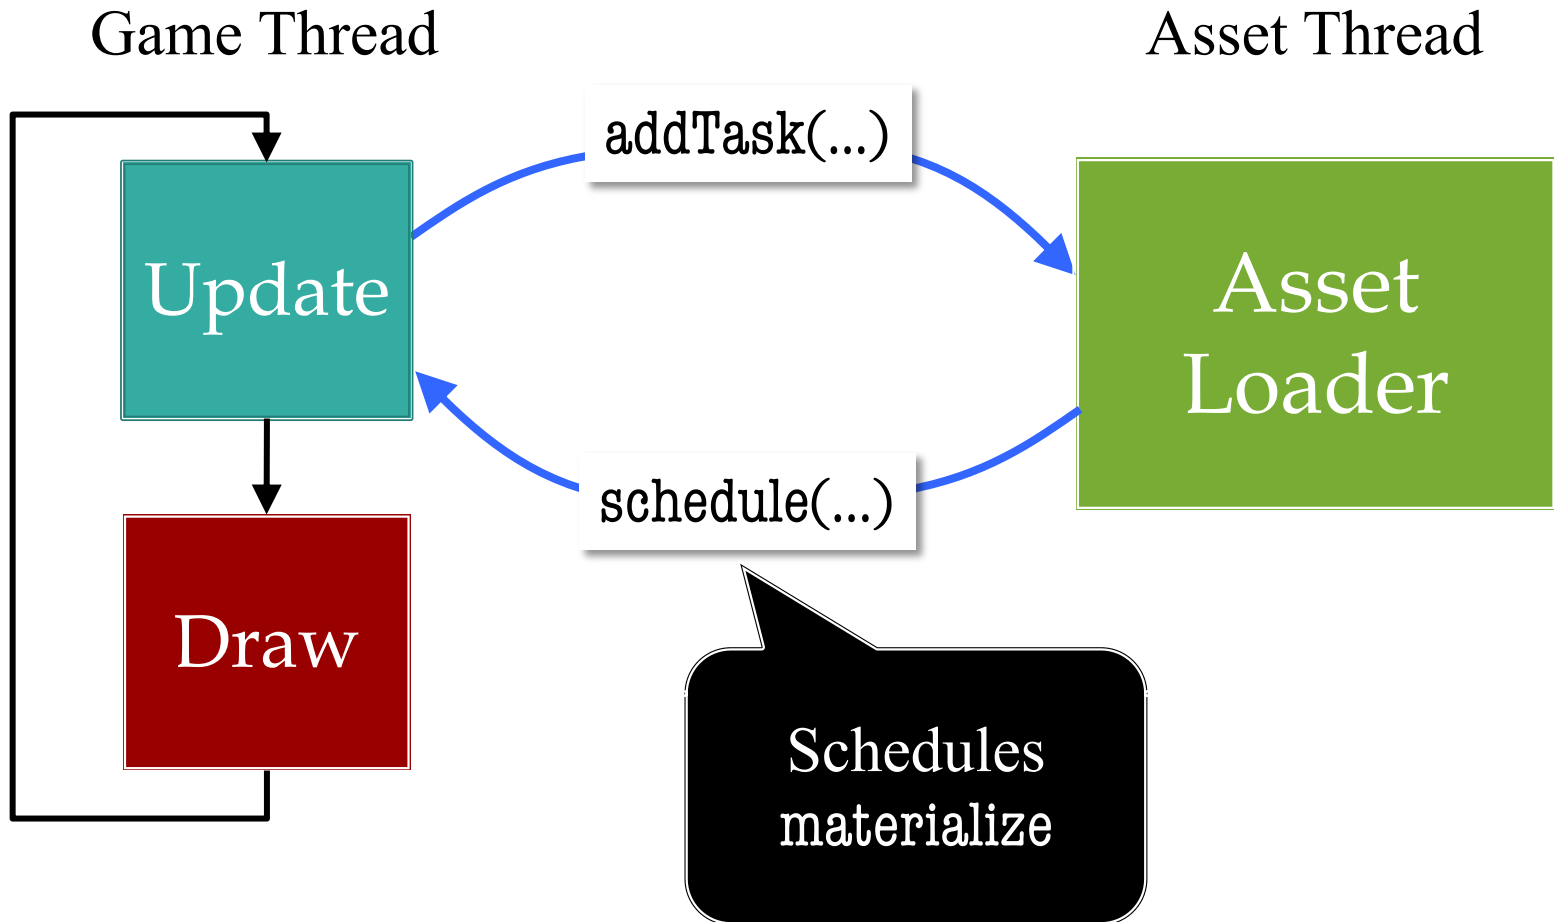 Game Thread
Asset Thread
addTask(...)
Update
Asset
Loader
schedule(...)
Draw
Schedules
materialize